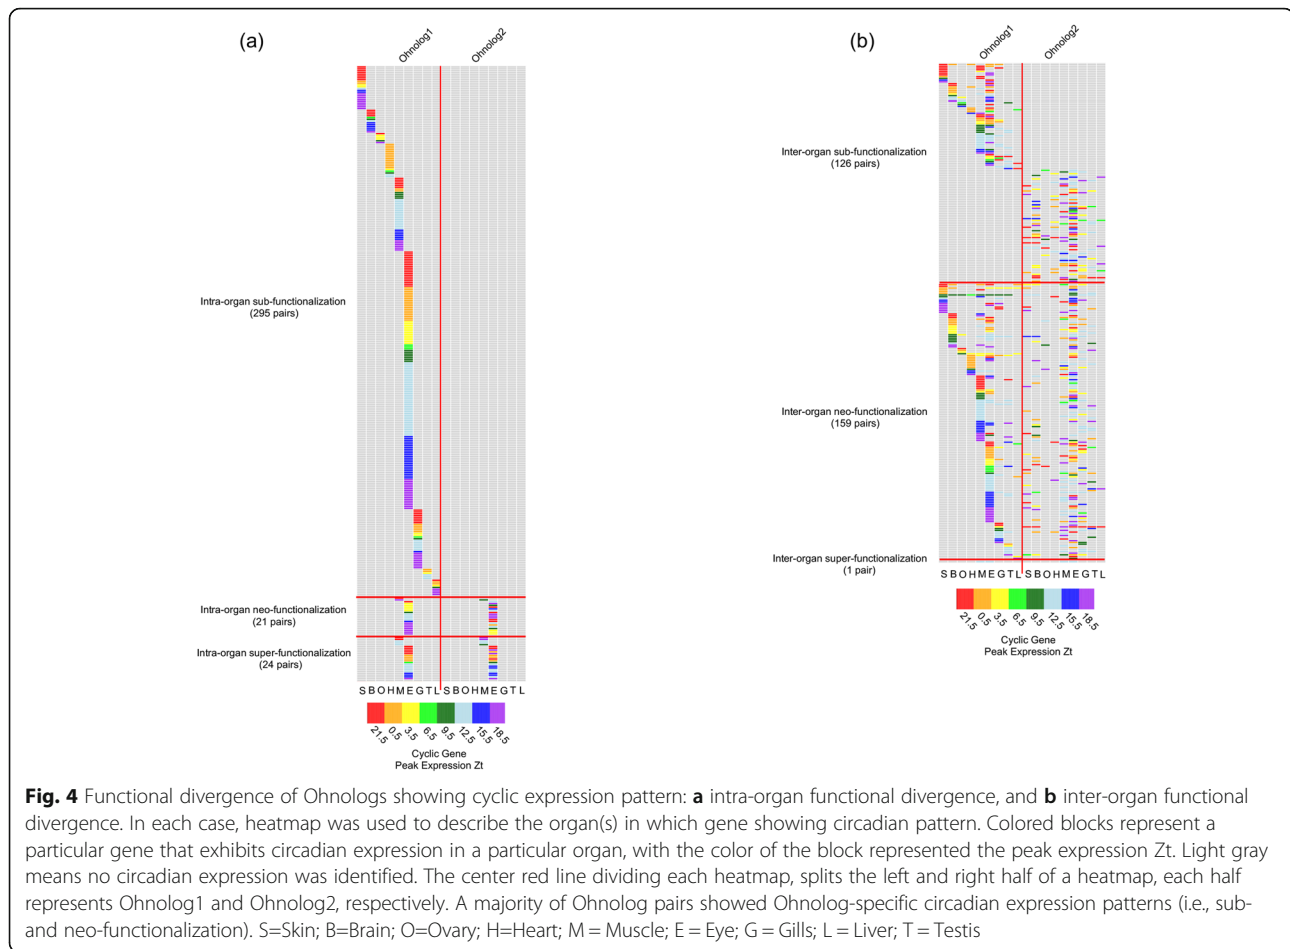 (a)
Ohnolog1
Ohnolog2
Intra-organ sub-functionalization
(295 pairs)
Intra-organ neo-functionalization
(21 pairs)
Intra-organ super-functionalization
(24 pairs)
S B O H M E G T L S B O H M E G T L
21.5 0.5 3.5 6.5 9.5 12.5 15.5 18.5
Cyclic Gene
Peak Expression Zt
(b)
Ohnolog1
Ohnolog2
Inter-organ sub-functionalization
(126 pairs)
Inter-organ neo-functionalization
(159 pairs)
Inter-organ super-functionalization
(1 pair)
S B O H M E G T L S B O H M E G T L
21.5 0.5 3.5 6.5 9.5 12.5 15.5 18.5
Cyclic Gene
Peak Expression Zt
Fig. 4 Functional divergence of Ohnologs showing cyclic expression pattern: a intra-organ functional divergence, and b inter-organ functional
divergence. In each case, heatmap was used to describe the organ(s) in which gene showing circadian pattern. Colored blocks represent a
particular gene that exhibits circadian expression in a particular organ, with the color of the block represented the peak expression Zt. Light gray
means no circadian expression was identified. The center red line dividing each heatmap, splits the left and right half of a heatmap, each half
represents Ohnolog1 and Ohnolog2, respectively. A majority of Ohnolog pairs showed Ohnolog-specific circadian expression patterns (i.e., sub-
and neo-functionalization). S=Skin; B=Brain; O=Ovary; H=Heart; M = Muscle; E = Eye; G = Gills; L = Liver; T = Testis